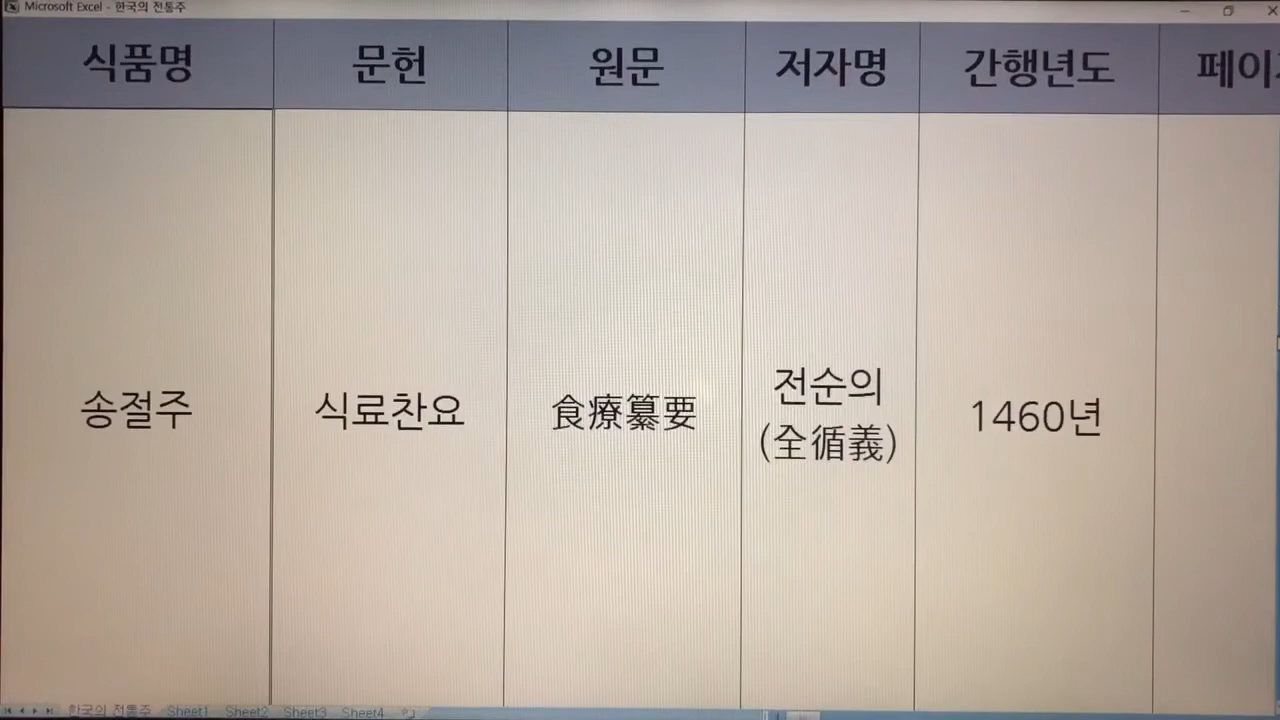 Microsoft Excel - 한국의 전통주
식품명 문헌 원문 저자명 간행년도
송절주 식료찬요 食療纂要 전순의 (全循義) 1460년
한국의 전통주 Sheet1 Sheet2 Sheet3 Sheet4